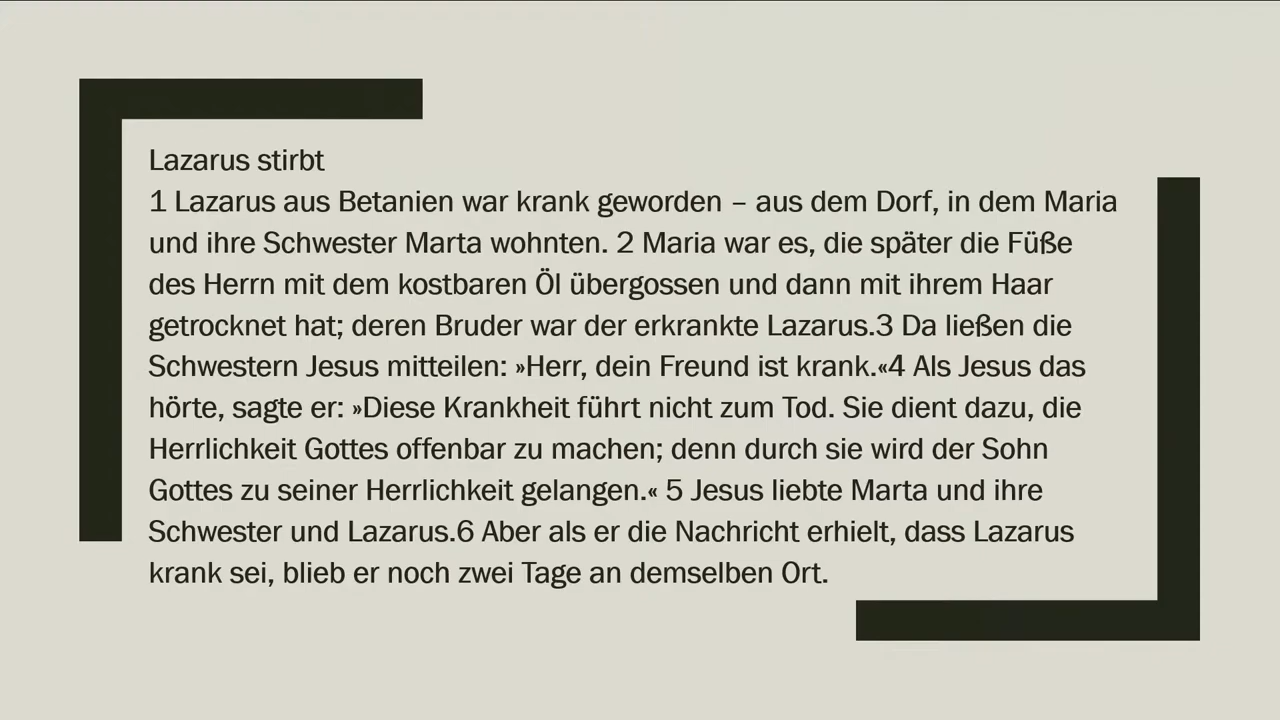 Lazarus stirbt
1 Lazarus aus Betanien war krank geworden – aus dem Dorf, in dem Maria
und ihre Schwester Marta wohnten. 2 Maria war es, die später die Füße
des Herrn mit dem kostbaren Öl übergossen und dann mit ihrem Haar
getrocknet hat; deren Bruder war der erkrankte Lazarus.3 Da ließen die
Schwestern Jesus mitteilen: »Herr, dein Freund ist krank.«4 Als Jesus das
hörte, sagte er: »Diese Krankheit führt nicht zum Tod. Sie dient dazu, die
Herrlichkeit Gottes offenbar zu machen; denn durch sie wird der Sohn
Gottes zu seiner Herrlichkeit gelangen.« 5 Jesus liebte Marta und ihre
Schwester und Lazarus.6 Aber als er die Nachricht erhielt, dass Lazarus
krank sei, blieb er noch zwei Tage an demselben Ort.